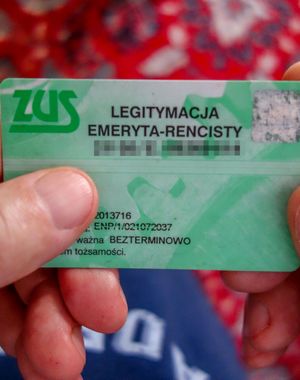 ZUS
LEGITYMACJA
EMERYTA-RENCISTY
2013716
ENP/1/021072037
ważna BEZTERMINOWO
tożsamości.